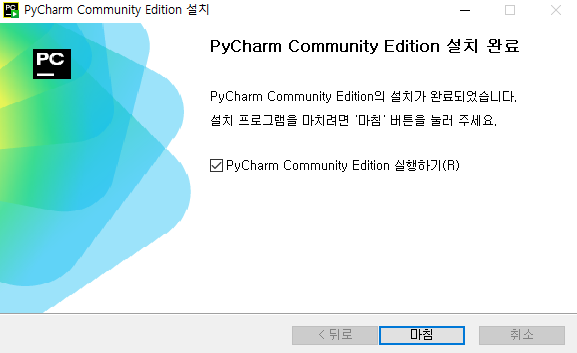 PyCharm Community Edition 설치
PC
PyCharm Community Edition 설치 완료
PyCharm Community Edition의 설치가 완료되었습니다.
설치 프로그램을 마치려면 '마침' 버튼을 눌러 주세요.
PyCharm Community Edition 실행하기(R)
< 뒤로 마침 취소